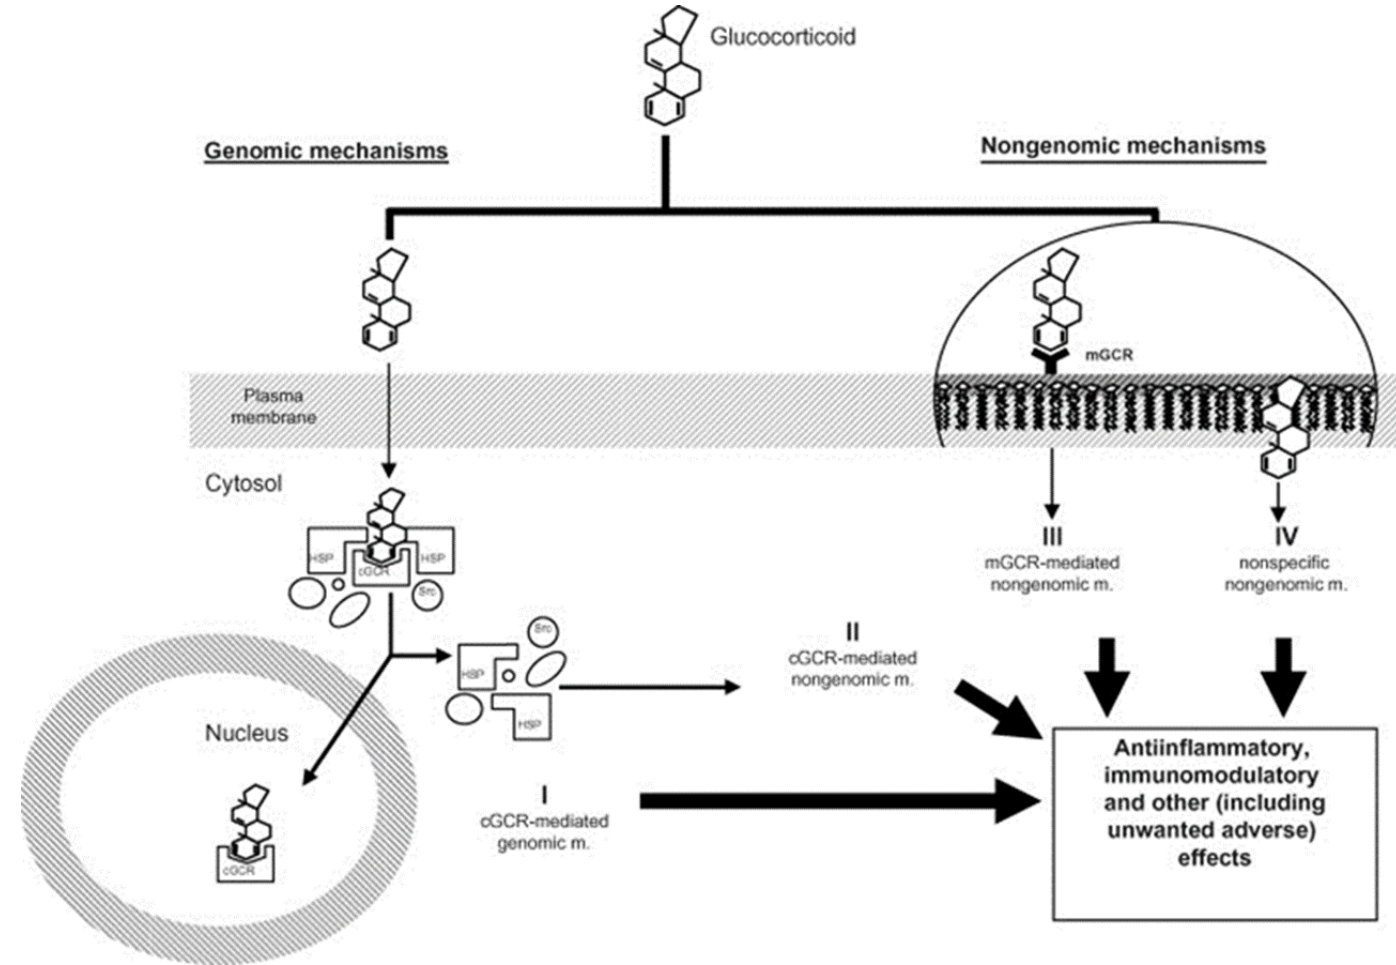 Glucocorticoid
Genomic mechanisms
Nongenomic mechanisms
mGCR
Plasma
membrane
Cytosol
HSP
cGCR
HSP
Src
III
mGCR-mediated
nongenomic m.
IV
nonspecific
nongenomic m.
Src
HSP
HSP
II
cGCR-mediated
nongenomic m.
Nucleus
cGCR
I
cGCR-mediated
genomic m.
Antiinflammatory,
immunomodulatory
and other (including
unwanted adverse)
effects